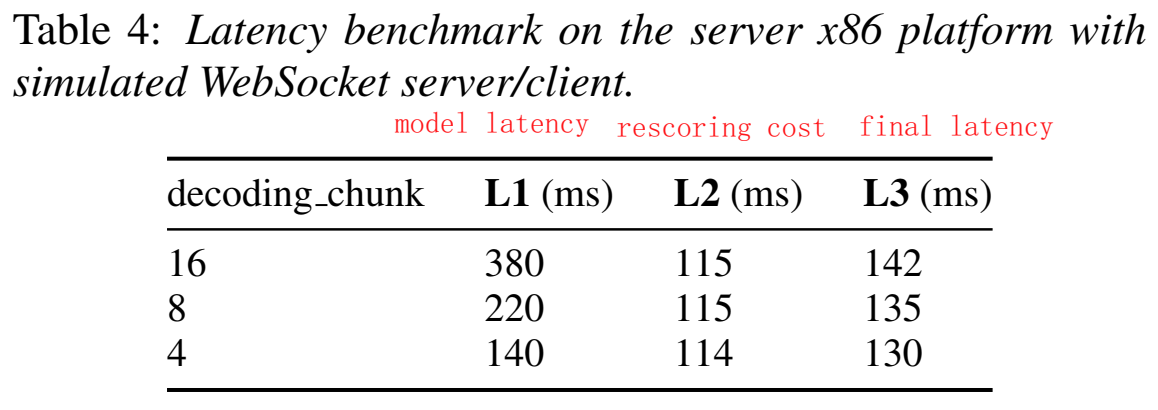 Table 4: Latency benchmark on the server x86 platform with
simulated WebSocket server/client.
model latency rescoring cost final latency
decoding_chunk L1 (ms) L2 (ms) L3 (ms)
16 380 115 142
8 220 115 135
4 140 114 130